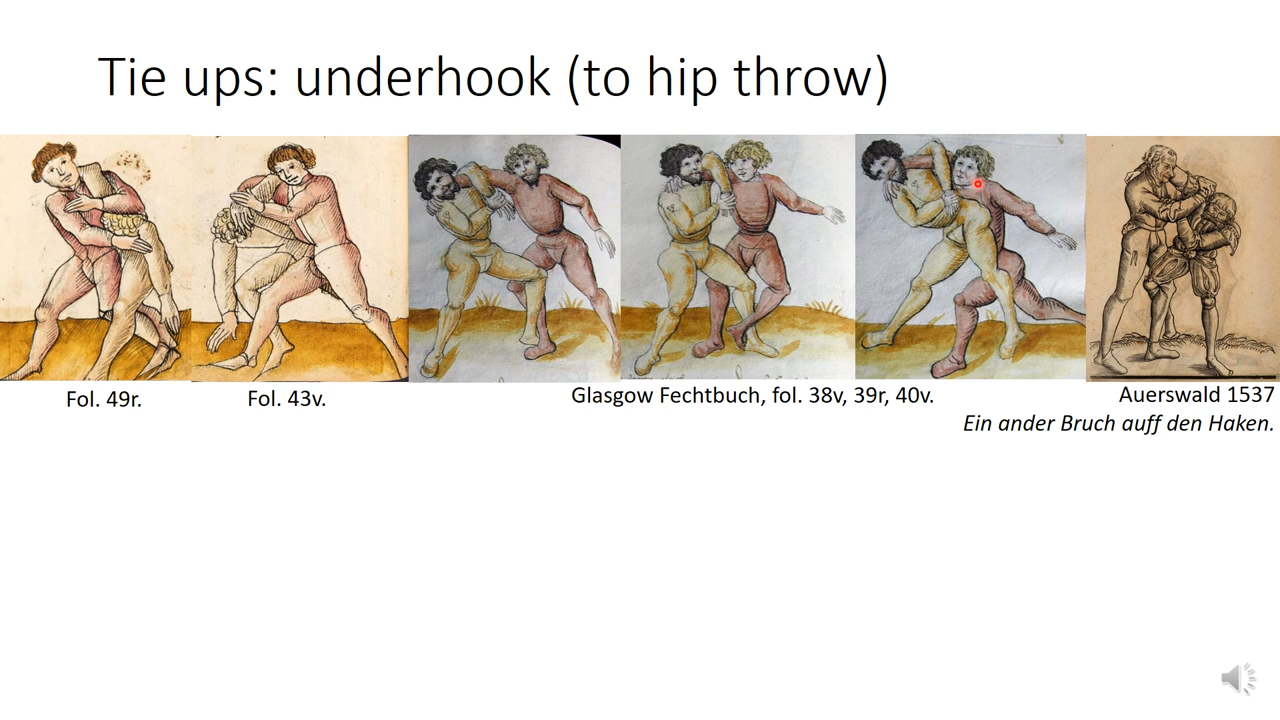 Tie ups: underhook (to hip throw)
Fol. 49r.
Fol. 43v.
Glasgow Fechtbuch, fol. 38v, 39r, 40v.
Auerswald 1537
Ein ander Bruch auff den Haken.